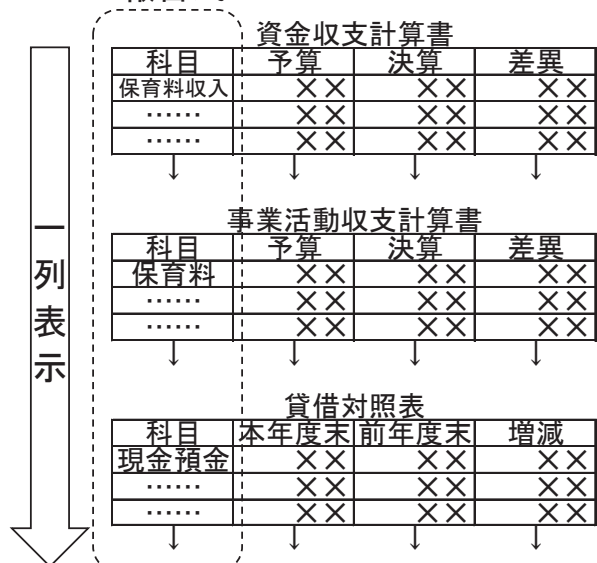 資金収支計算書
科目 予算 決算 差異
保育料収入 ×× ×× ××
…… ×× ×× ××
…… ×× ×× ××
↓ ↓ ↓ ↓
事業活動収支計算書
科目 予算 決算 差異
保育料 ×× ×× ××
…… ×× ×× ××
…… ×× ×× ××
↓ ↓ ↓ ↓
貸借対照表
科目 本年度末 前年度末 増減
現金預金 ×× ×× ××
…… ×× ×× ××
…… ×× ×× ××
↓ ↓ ↓ ↓
一列表示